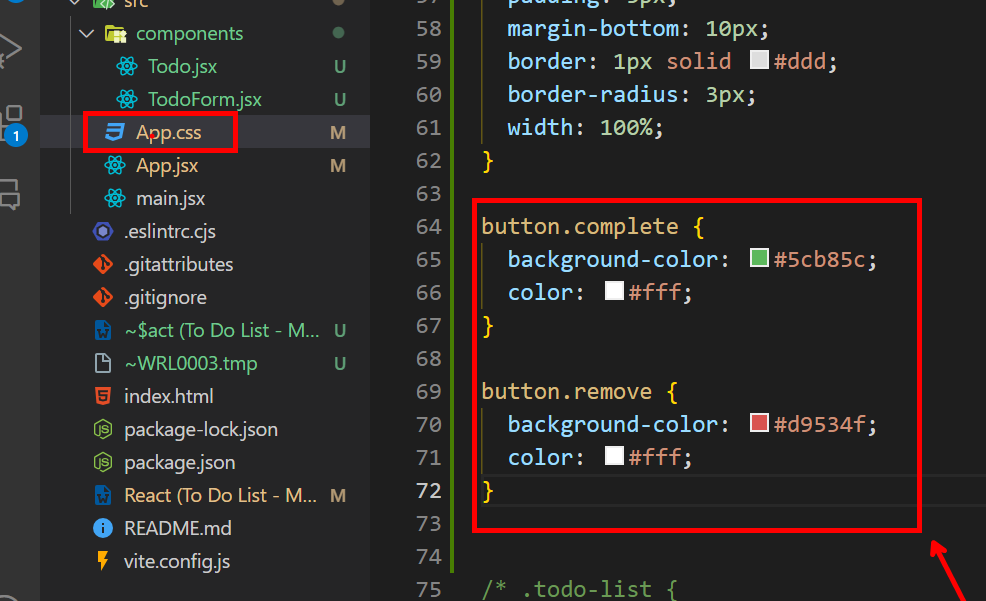 src
components
Todo.jsx U
TodoForm.jsx U
App.css M
App.jsx M
main.jsx
.eslintrc.cjs
.gitattributes
.gitignore
~$act (To Do List - M... U
~WRL0003.tmp U
index.html
package-lock.json
package.json
React (To Do List - M... M
README.md
vite.config.js
1
58 margin-bottom: 10px;
59 border: 1px solid #ddd;
60 border-radius: 3px;
61 width: 100%;
62 }
63
64 button.complete {
65 background-color: #5cb85c;
66 color: #fff;
67 }
68
69 button.remove {
70 background-color: #d9534f;
71 color: #fff;
72 }
73
74
75 /* .todo-list {